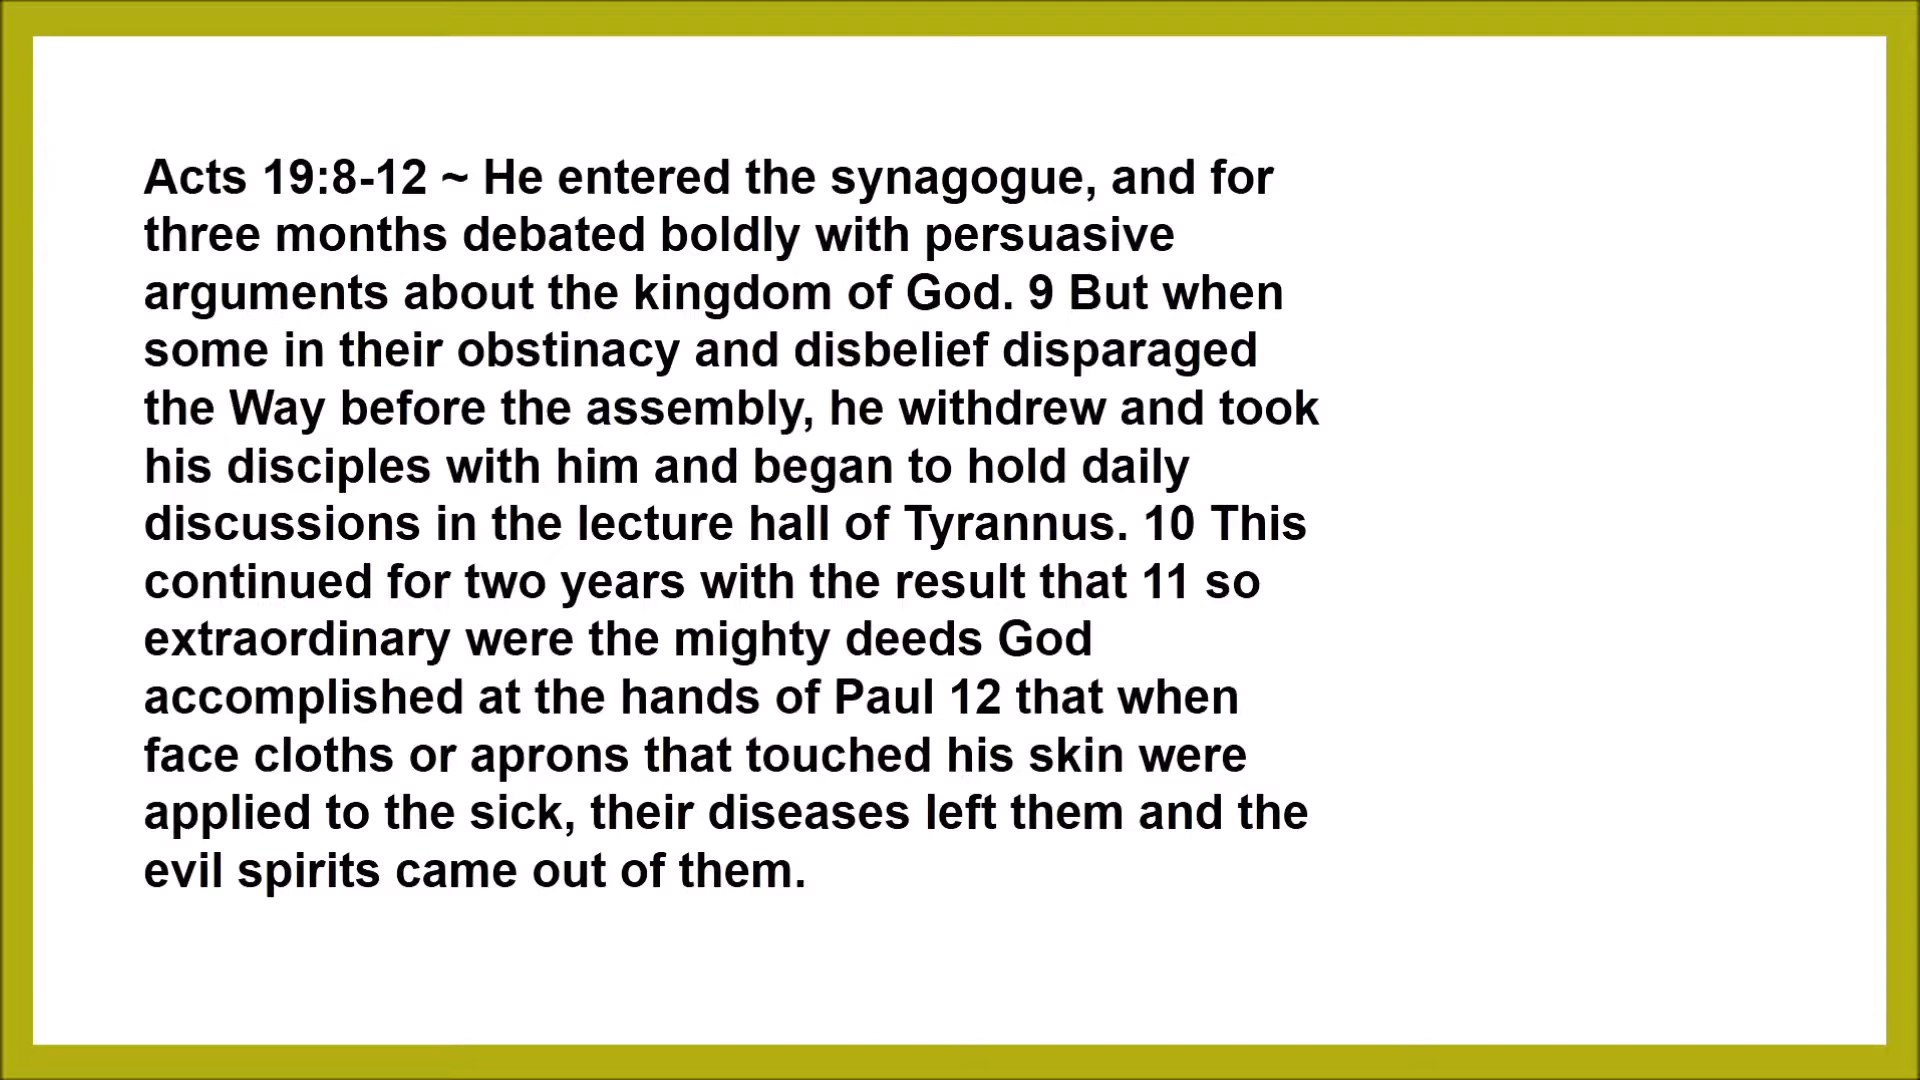 Acts 19:8-12 ~ He entered the synagogue, and for
three months debated boldly with persuasive
arguments about the kingdom of God. 9 But when
some in their obstinacy and disbelief disparaged
the Way before the assembly, he withdrew and took
his disciples with him and began to hold daily
discussions in the lecture hall of Tyrannus. 10 This
continued for two years with the result that 11 so
extraordinary were the mighty deeds God
accomplished at the hands of Paul 12 that when
face cloths or aprons that touched his skin were
applied to the sick, their diseases left them and the
evil spirits came out of them.